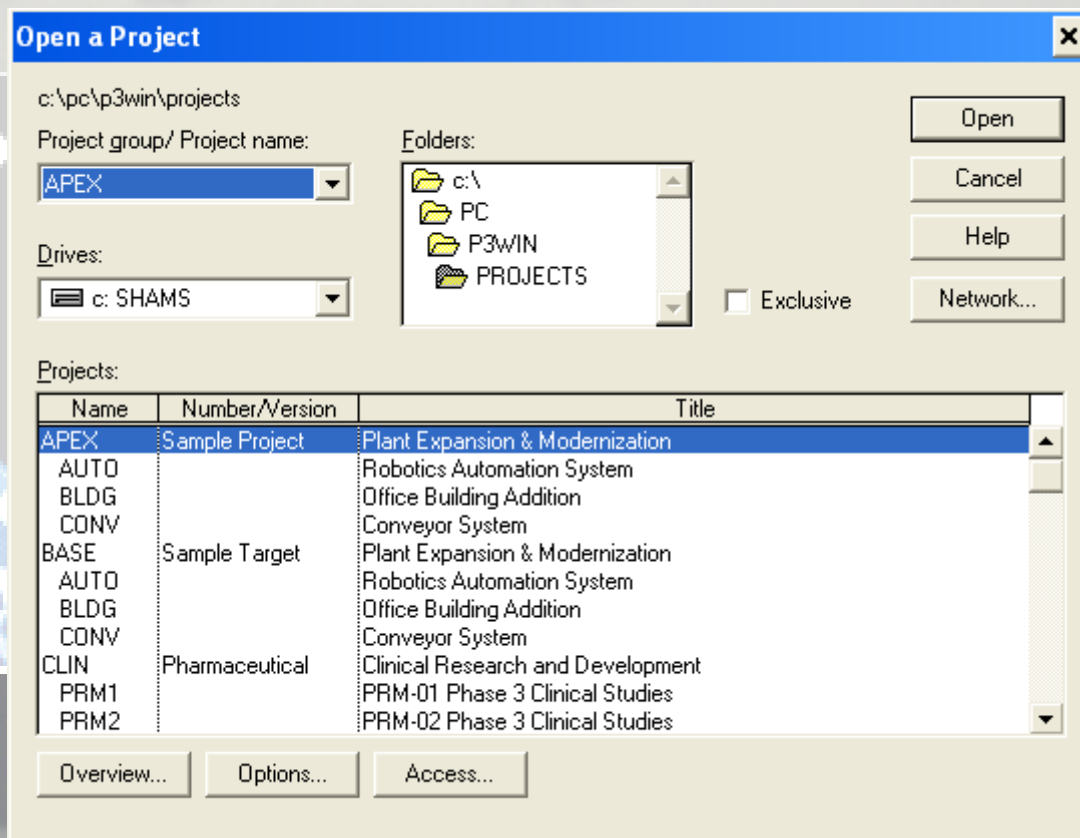 Open a Project
c:\pc\p3win\projects
Project group/ Project name:
APEX
Folders:
c:\
PC
P3WIN
PROJECTS
Drives:
c: SHAMS
Exclusive
Open
Cancel
Help
Network...
Projects:
Name Number/Version Title
APEX Sample Project Plant Expansion & Modernization
AUTO Robotics Automation System
BLDG Office Building Addition
CONV Conveyor System
BASE Sample Target Plant Expansion & Modernization
AUTO Robotics Automation System
BLDG Office Building Addition
CONV Conveyor System
CLIN Pharmaceutical Clinical Research and Development
PRM1 PRM-01 Phase 3 Clinical Studies
PRM2 PRM-02 Phase 3 Clinical Studies
Overview... Options... Access...